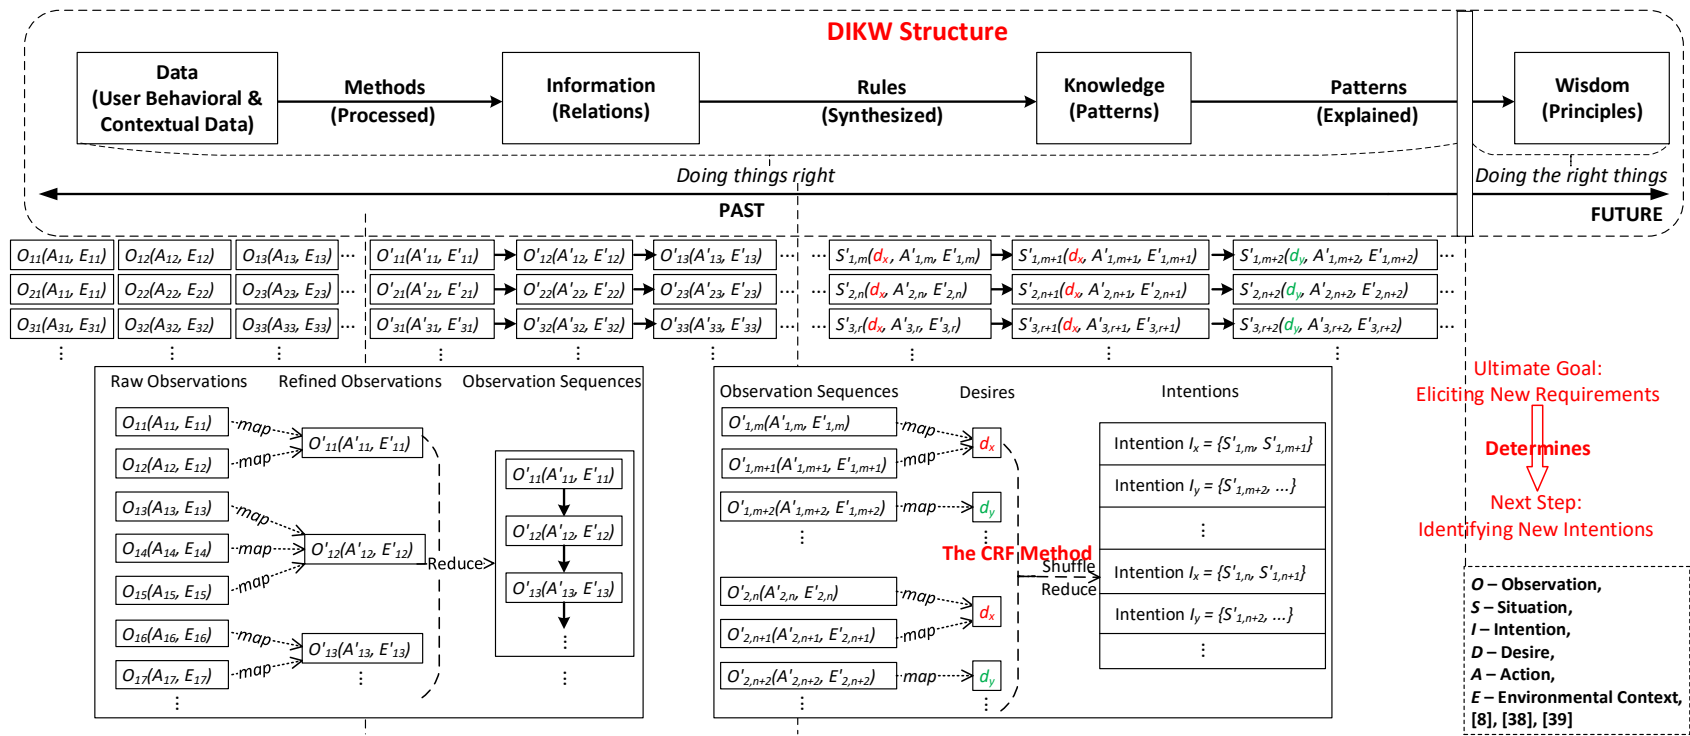 DIKW Structure
Data
(User Behavioral &
Contextual Data)
Methods
(Processed)
Information
(Relations)
Rules
(Synthesized)
Knowledge
(Patterns)
Patterns
(Explained)
Wisdom
(Principles)
Doing things right
Doing the right things
PAST
FUTURE
O11(A11, E11) O12(A12, E12) O13(A13, E13) ... O'11(A'11, E'11) O'12(A'12, E'12) O'13(A'13, E'13) ... ... S'1,m(dx, A'1,m, E'1,m) S'1,m+1(dx, A'1,m+1, E'1,m+1) S'1,m+2(dy, A'1,m+2, E'1,m+2) ...
O21(A11, E11) O22(A22, E22) O23(A23, E23) ... O'21(A'21, E'21) O'22(A'22, E'22) O'23(A'23, E'23) ... ... S'2,n(dx, A'2,n, E'2,n) S'2,n+1(dx, A'2,n+1, E'2,n+1) S'2,n+2(dy, A'2,n+2, E'2,n+2) ...
O31(A31, E31) O32(A32, E32) O33(A33, E33) ... O'31(A'31, E'31) O'32(A'32, E'32) O'33(A'33, E'33) ... ... S'3,r(dx, A'3,r, E'3,r) S'3,r+1(dx, A'3,r+1, E'3,r+1) S'3,r+2(dy, A'3,r+2, E'3,r+2) ...
Raw Observations
Refined Observations
Observation Sequences
O11(A11, E11)
O12(A12, E12)
O13(A13, E13)
O14(A14, E14)
O15(A15, E15)
O16(A16, E16)
O17(A17, E17)
map
map
map
map
map
map
map
O'11(A'11, E'11)
O'12(A'12, E'12)
O'13(A'13, E'13)
Reduce
O'11(A'11, E'11)
O'12(A'12, E'12)
O'13(A'13, E'13)
Observation Sequences
Desires
Intentions
O'1,m(A'1,m, E'1,m)
O'1,m+1(A'1,m+1, E'1,m+1)
O'1,m+2(A'1,m+2, E'1,m+2)
O'2,n(A'2,n, E'2,n)
O'2,n+1(A'2,n+1, E'2,n+1)
O'2,n+2(A'2,n+2, E'2,n+2)
map
map
map
map
map
map
dx
dy
dx
dy
The CRF Method
Shuffle
Reduce
Intention Ix = {S'1,m, S'1,m+1}
Intention Iy = {S'1,m+2, ...}
Intention Ix = {S'1,n, S'1,n+1}
Intention Iy = {S'1,n+2, ...}
Ultimate Goal:
Eliciting New Requirements
Determines
Next Step:
Identifying New Intentions
O – Observation,
S – Situation,
I – Intention,
D – Desire,
A – Action,
E – Environmental Context,
[8], [38], [39]